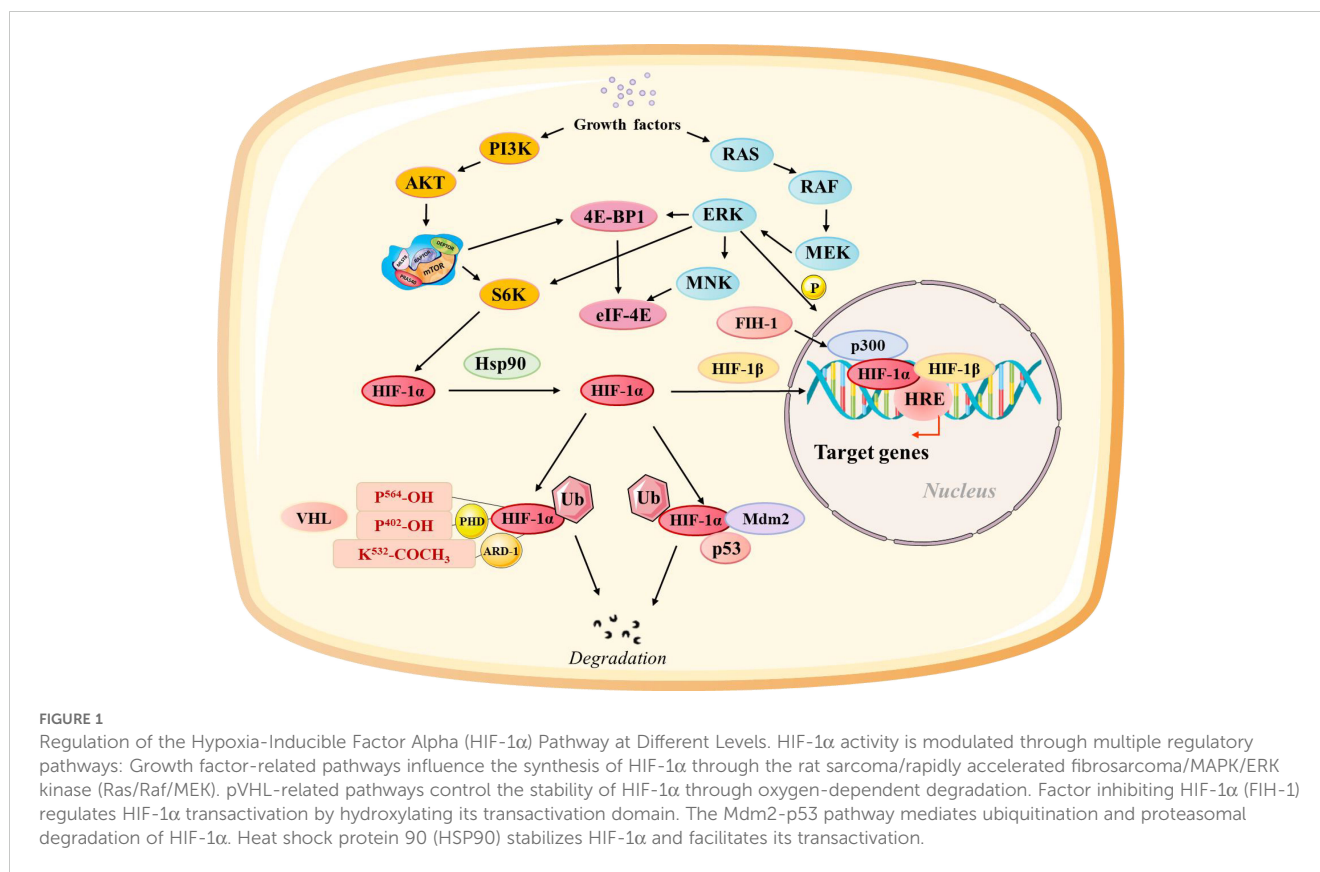 Growth factors
PI3K
RAS
AKT
RAF
4E-BP1
ERK
DEPTOR
MLST8
RAPTOR
mTOR
PRAS40
MEK
MNK
P
S6K
eIF-4E
FIH-1
p300
Hsp90
HIF-1β
HIF-1α
HIF-1β
HIF-1α
HIF-1α
HRE
Target genes
Nucleus
P⁵⁶⁴-OH
Ub
Ub
VHL
P⁴⁰²-OH
PHD
HIF-1α
HIF-1α
Mdm2
K⁵³²-COCH₃
ARD-1
p53
Degradation
FIGURE 1
Regulation of the Hypoxia-Inducible Factor Alpha (HIF-1α) Pathway at Different Levels. HIF-1α activity is modulated through multiple regulatory
pathways: Growth factor-related pathways influence the synthesis of HIF-1α through the rat sarcoma/rapidly accelerated fibrosarcoma/MAPK/ERK
kinase (Ras/Raf/MEK). pVHL-related pathways control the stability of HIF-1α through oxygen-dependent degradation. Factor inhibiting HIF-1α (FIH-1)
regulates HIF-1α transactivation by hydroxylating its transactivation domain. The Mdm2-p53 pathway mediates ubiquitination and proteasomal
degradation of HIF-1α. Heat shock protein 90 (HSP90) stabilizes HIF-1α and facilitates its transactivation.